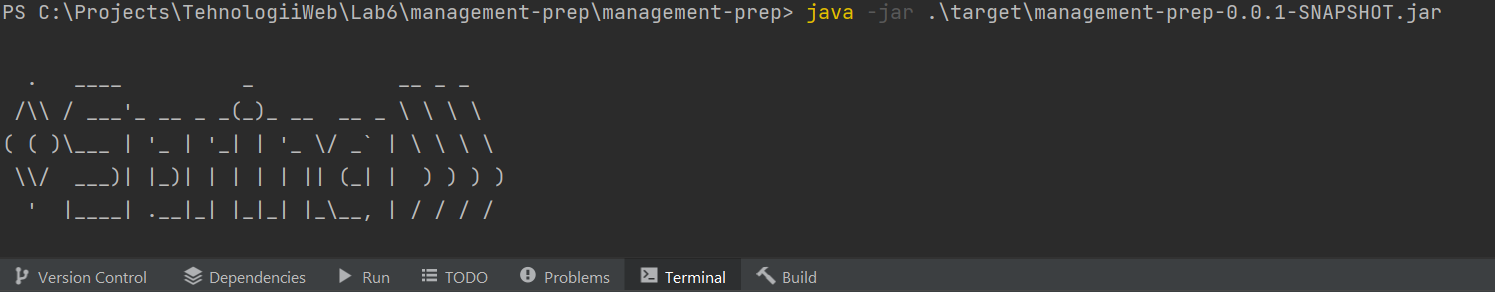 PS C:\Projects\TehnologiiWeb\Lab6\management-prep\management-prep> java -jar .\target\management-prep-0.0.1-SNAPSHOT.jar
  .   ____          _            __ _ _
 /\\ / ___'_ __ _ _(_)_ __  __ _ \ \ \ \
( ( )\___ | '_ | '_| | '_ \/ _` | \ \ \ \
 \\/  ___)| |_)| | | | | || (_| |  ) ) ) )
  '  |____| .__|_| |_|_| |_\__, | / / / /
Version Control Dependencies Run TODO Problems Terminal Build